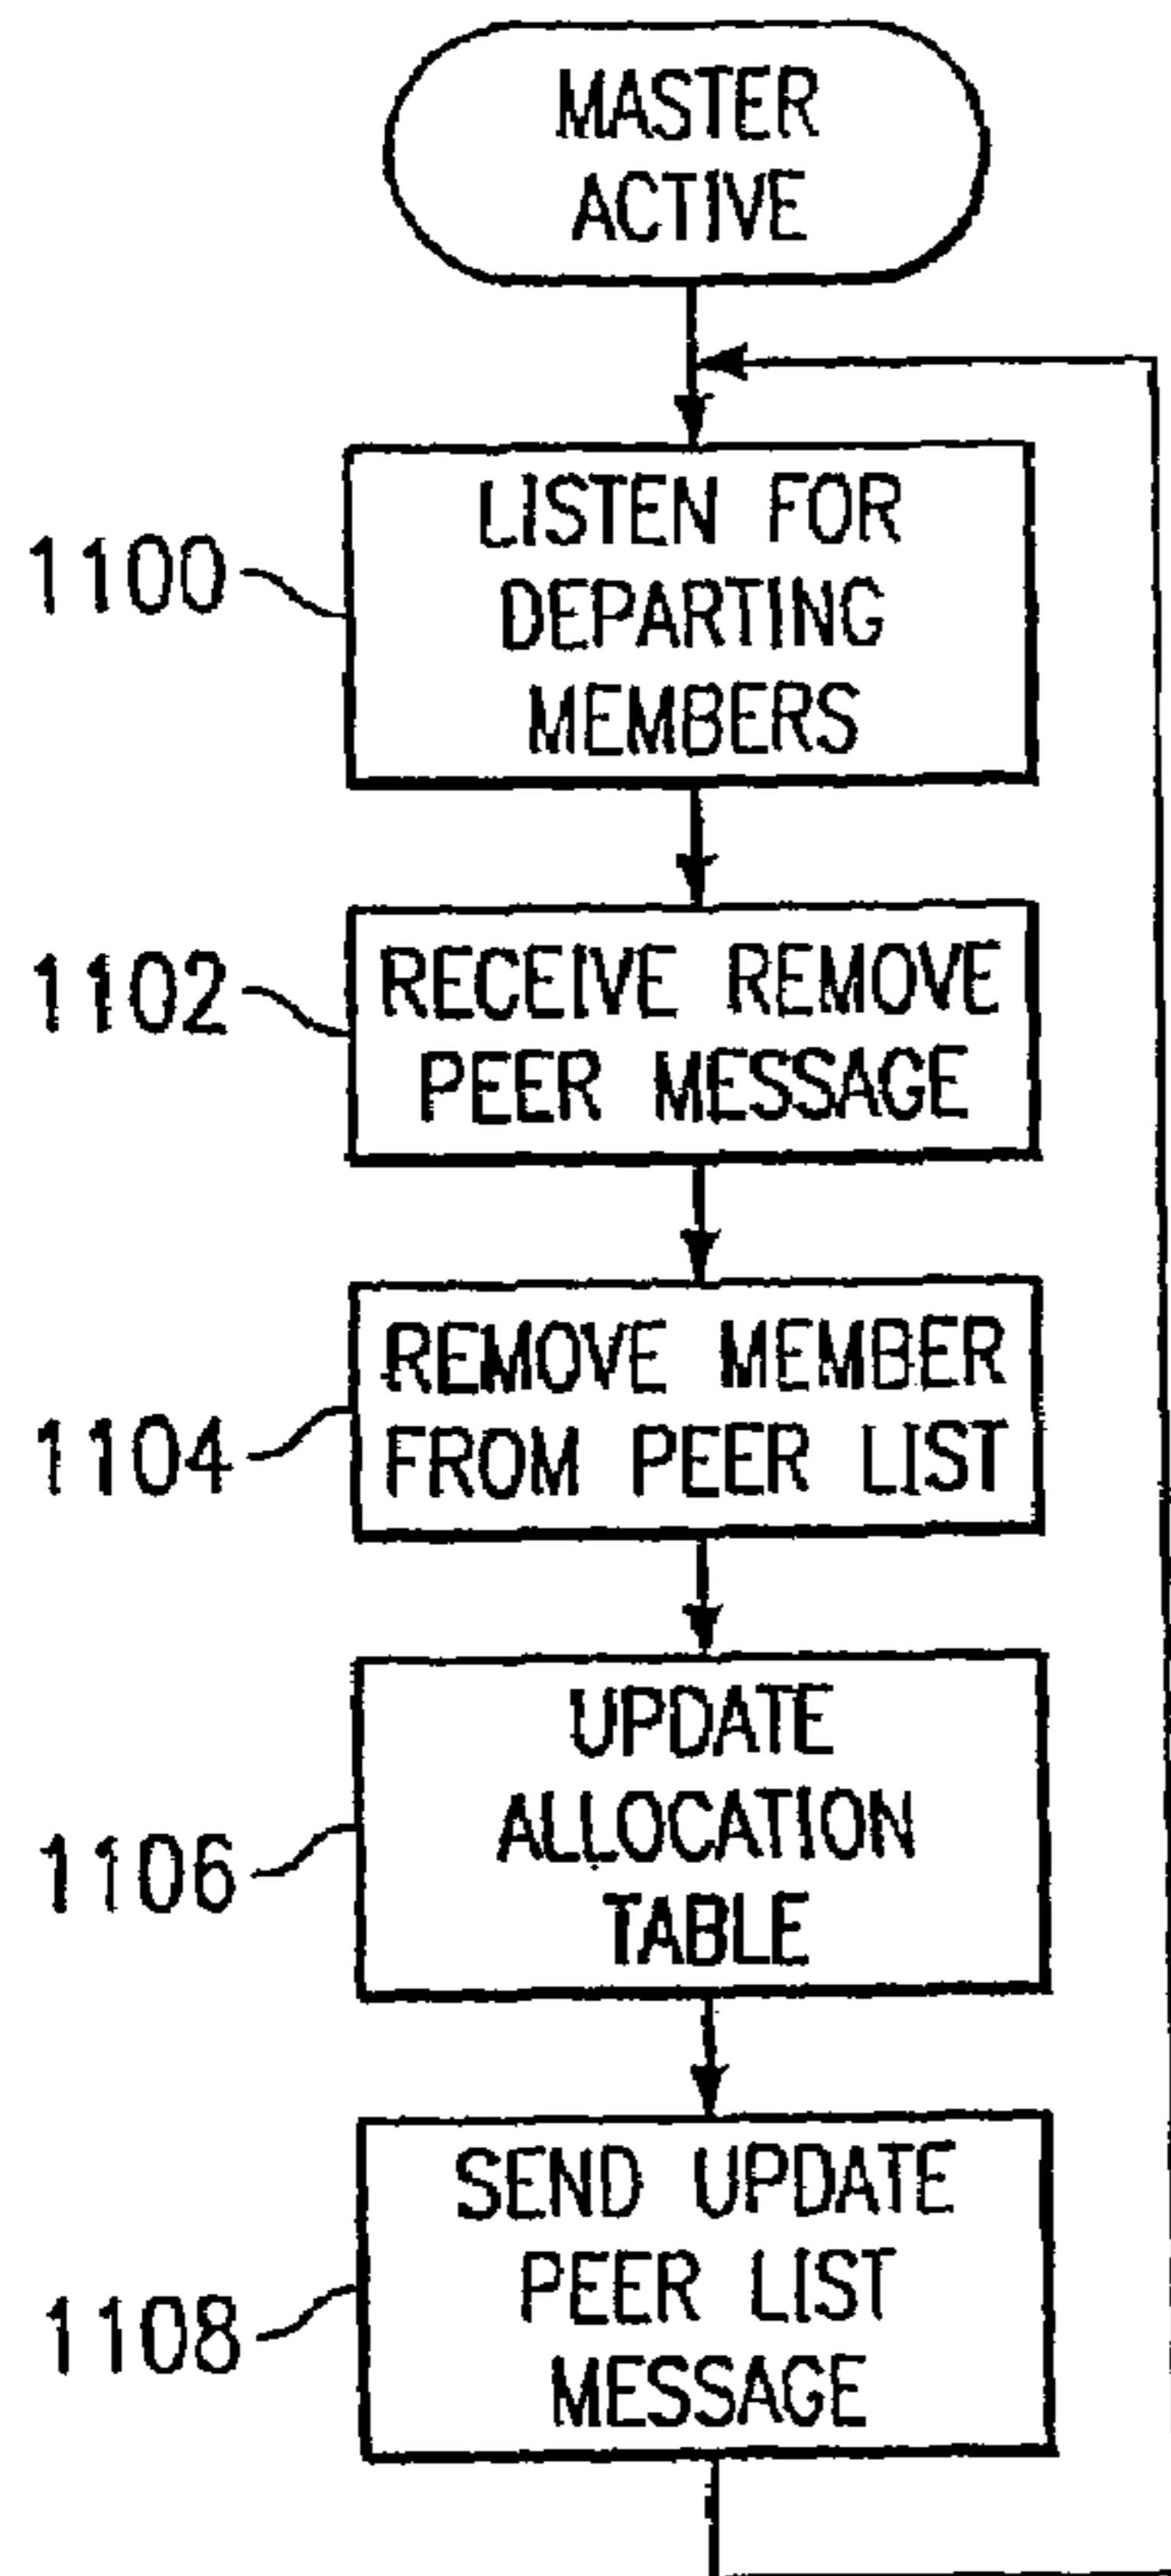 MASTER
ACTIVE
1100
LISTEN FOR
DEPARTING
MEMBERS
1102
RECEIVE REMOVE
PEER MESSAGE
1104
REMOVE MEMBER
FROM PEER LIST
1106
UPDATE
ALLOCATION
TABLE
1108
SEND UPDATE
PEER LIST
MESSAGE